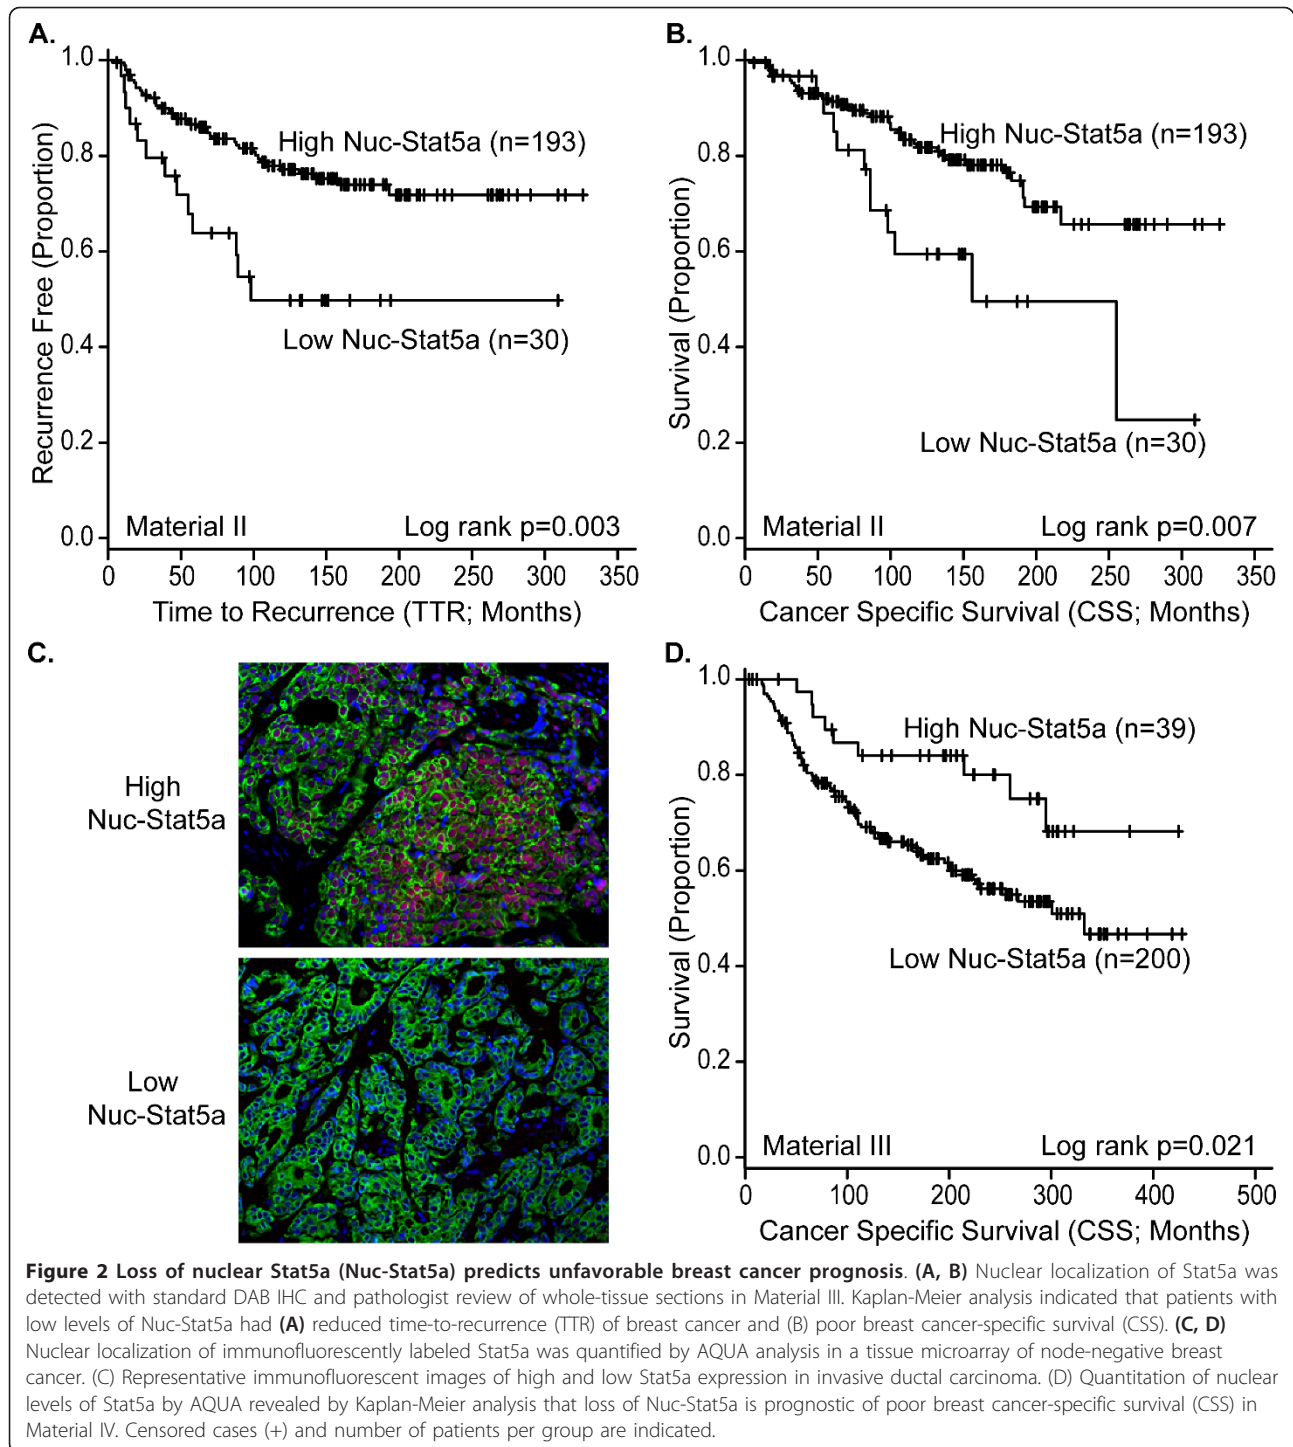 A.
1.0
0.8
0.6
0.4
0.2
0.0
Recurrence Free (Proportion)
High Nuc-Stat5a (n=193)
Low Nuc-Stat5a (n=30)
Material II
Log rank p=0.003
0 50 100 150 200 250 300 350
Time to Recurrence (TTR; Months)
B.
1.0
0.8
0.6
0.4
0.2
0.0
Survival (Proportion)
High Nuc-Stat5a (n=193)
Low Nuc-Stat5a (n=30)
Material II
Log rank p=0.007
0 50 100 150 200 250 300 350
Cancer Specific Survival (CSS; Months)
C.
High
Nuc-Stat5a
Low
Nuc-Stat5a
D.
1.0
0.8
0.6
0.4
0.2
0.0
Survival (Proportion)
High Nuc-Stat5a (n=39)
Low Nuc-Stat5a (n=200)
Material III
Log rank p=0.021
0 100 200 300 400 500
Cancer Specific Survival (CSS; Months)
Figure 2 Loss of nuclear Stat5a (Nuc-Stat5a) predicts unfavorable breast cancer prognosis. (A, B) Nuclear localization of Stat5a was
detected with standard DAB IHC and pathologist review of whole-tissue sections in Material III. Kaplan-Meier analysis indicated that patients with
low levels of Nuc-Stat5a had (A) reduced time-to-recurrence (TTR) of breast cancer and (B) poor breast cancer-specific survival (CSS). (C, D)
Nuclear localization of immunofluorescently labeled Stat5a was quantified by AQUA analysis in a tissue microarray of node-negative breast
cancer. (C) Representative immunofluorescent images of high and low Stat5a expression in invasive ductal carcinoma. (D) Quantitation of nuclear
levels of Stat5a by AQUA revealed by Kaplan-Meier analysis that loss of Nuc-Stat5a is prognostic of poor breast cancer-specific survival (CSS) in
Material IV. Censored cases (+) and number of patients per group are indicated.